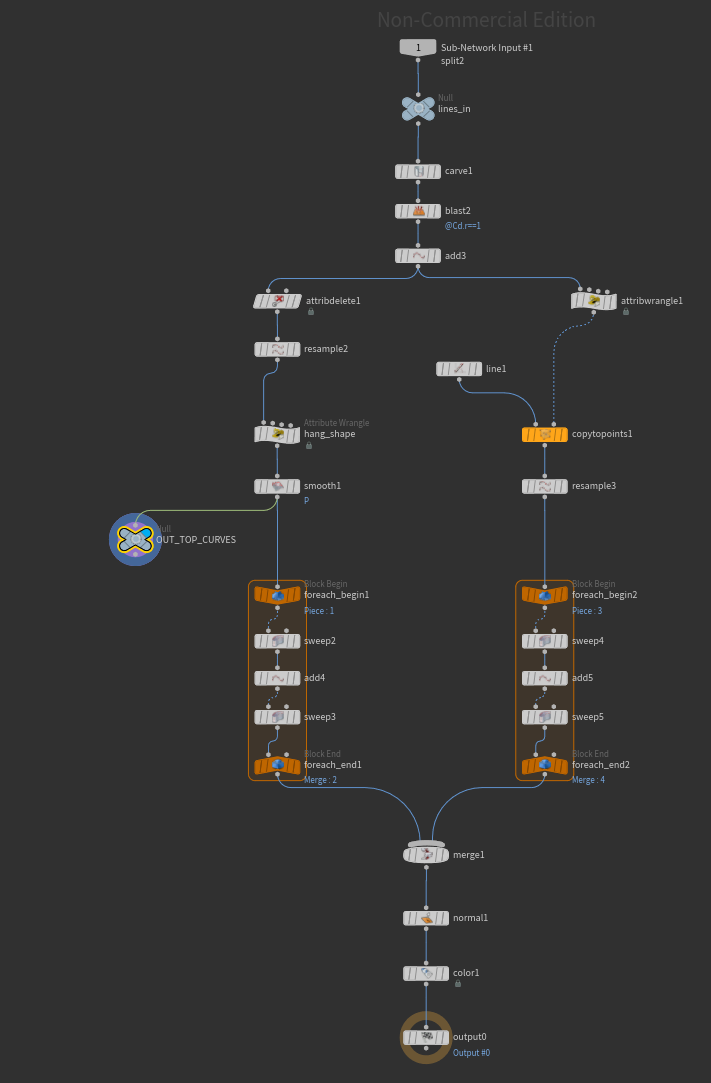 Non-Commercial Edition
1
Sub-Network Input #1
split2
Null
lines_in
carve1
blast2
@Cd.r==1
add3
attribdelete1
attribwrangle1
resample2
line1
Attribute Wrangle
hang_shape
copytopoints1
smooth1
P
resample3
Null
OUT_TOP_CURVES
Block Begin
foreach_begin1
Piece : 1
Block Begin
foreach_begin2
Piece : 3
sweep2
sweep4
add4
add5
sweep3
sweep5
Block End
foreach_end1
Merge : 2
Block End
foreach_end2
Merge : 4
merge1
normal1
color1
output0
Output #0